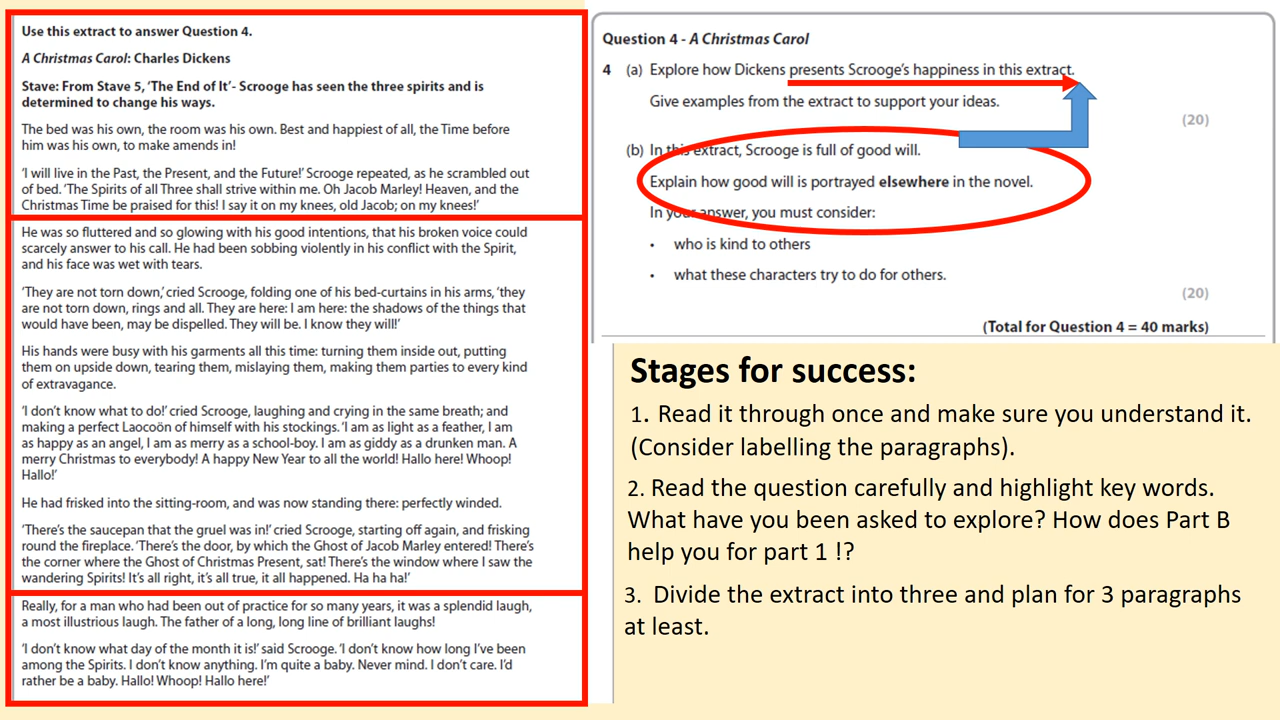 Use this extract to answer Question 4.
A Christmas Carol: Charles Dickens
Stave: From Stave 5, ‘The End of It’- Scrooge has seen the three spirits and is
determined to change his ways.
The bed was his own, the room was his own. Best and happiest of all, the Time before
him was his own, to make amends in!
‘I will live in the Past, the Present, and the Future!’ Scrooge repeated, as he scrambled out
of bed. ‘The Spirits of all Three shall strive within me. Oh Jacob Marley! Heaven, and the
Christmas Time be praised for this! I say it on my knees, old Jacob; on my knees!’
He was so fluttered and so glowing with his good intentions, that his broken voice could
scarcely answer to his call. He had been sobbing violently in his conflict with the Spirit,
and his face was wet with tears.
‘They are not torn down,’ cried Scrooge, folding one of his bed-curtains in his arms, ‘they
are not torn down, rings and all. They are here: I am here: the shadows of the things that
would have been, may be dispelled. They will be. I know they will!’
His hands were busy with his garments all this time: turning them inside out, putting
them on upside down, tearing them, mislaying them, making them parties to every kind
of extravagance.
‘I don’t know what to do!’ cried Scrooge, laughing and crying in the same breath; and
making a perfect Laocoön of himself with his stockings. ‘I am as light as a feather, I am
as happy as an angel, I am as merry as a school-boy. I am as giddy as a drunken man. A
merry Christmas to everybody! A happy New Year to all the world! Hallo here! Whoop!
Hallo!’
He had frisked into the sitting-room, and was now standing there: perfectly winded.
‘There’s the saucepan that the gruel was in!’ cried Scrooge, starting off again, and frisking
round the fireplace. ‘There’s the door, by which the Ghost of Jacob Marley entered! There’s
the corner where the Ghost of Christmas Present, sat! There’s the window where I saw the
wandering Spirits! It’s all right, it’s all true, it all happened. Ha ha ha!’
Really, for a man who had been out of practice for so many years, it was a splendid laugh,
a most illustrious laugh. The father of a long, long line of brilliant laughs!
‘I don’t know what day of the month it is!’ said Scrooge. ‘I don’t know how long I’ve been
among the Spirits. I don’t know anything. I’m quite a baby. Never mind. I don’t care. I’d
rather be a baby. Hallo! Whoop! Hallo here!’
Question 4 - A Christmas Carol
4 (a) Explore how Dickens presents Scrooge’s happiness in this extract.
Give examples from the extract to support your ideas.
(20)
(b) In this extract, Scrooge is full of good will.
Explain how good will is portrayed elsewhere in the novel.
In your answer, you must consider:
• who is kind to others
• what these characters try to do for others.
(20)
(Total for Question 4 = 40 marks)
Stages for success:
1. Read it through once and make sure you understand it.
(Consider labelling the paragraphs).
2. Read the question carefully and highlight key words.
What have you been asked to explore? How does Part B
help you for part 1 !?
3. Divide the extract into three and plan for 3 paragraphs
at least.